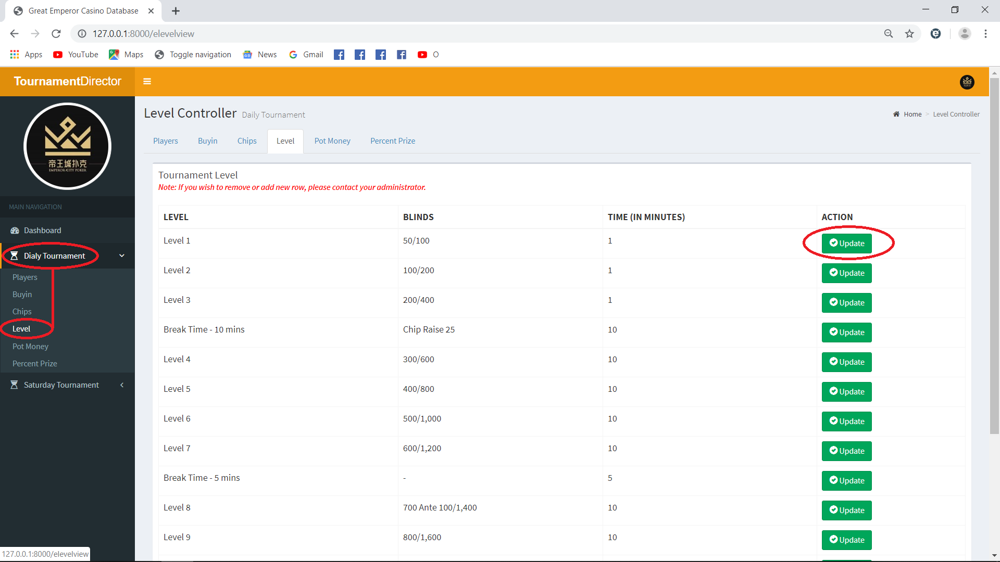 Great Emperor Casino Database
127.0.0.1:8000/elevelview
Apps YouTube Maps Toggle navigation News Gmail O
TournamentDirector
帝王城扑克
EMPEROR CITY POKER
MAIN NAVIGATION
Dashboard
Dialy Tournament
Players
Buyin
Chips
Level
Pot Money
Percent Prize
Saturday Tournament
Level Controller Daily Tournament
Home > Level Controller
Players Buyin Chips Level Pot Money Percent Prize
Tournament Level
Note: If you wish to remove or add new row, please contact your administrator.
LEVEL BLINDS TIME (IN MINUTES) ACTION
Level 1 50/100 1 Update
Level 2 100/200 1 Update
Level 3 200/400 1 Update
Break Time - 10 mins Chip Raise 25 10 Update
Level 4 300/600 10 Update
Level 5 400/800 10 Update
Level 6 500/1,000 10 Update
Level 7 600/1,200 10 Update
Break Time - 5 mins - 5 Update
Level 8 700 Ante 100/1,400 10 Update
Level 9 800/1,600 10 Update
127.0.0.1:8000/elevelview